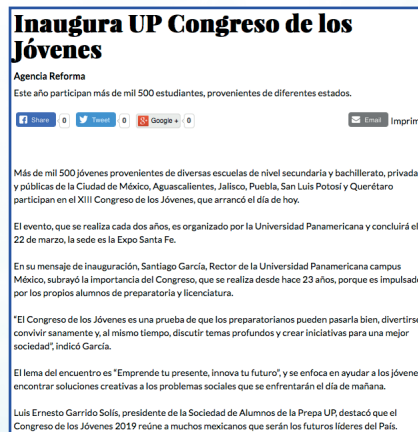 Inaugura UP Congreso de los
Jóvenes
Agencia Reforma
Este año participan más de mil 500 estudiantes, provenientes de diferentes estados.
Share 0 Tweet 0 Google + 0 Email Imprim
Más de mil 500 jóvenes provenientes de diversas escuelas de nivel secundaria y bachillerato, privada
y públicas de la Ciudad de México, Aguascalientes, Jalisco, Puebla, San Luis Potosí y Querétaro
participan en el XIII Congreso de los Jóvenes, que arrancó el día de hoy.
El evento, que se realiza cada dos años, es organizado por la Universidad Panamericana y concluirá el
22 de marzo, la sede es la Expo Santa Fe.
En su mensaje de inauguración, Santiago García, Rector de la Universidad Panamericana campus
México, subrayó la importancia del Congreso, que se realiza desde hace 23 años, porque es impulsad
por los propios alumnos de preparatoria y licenciatura.
"El Congreso de los Jóvenes es una prueba de que los preparatorianos pueden pasarla bien, divertirs
convivir sanamente y, al mismo tiempo, discutir temas profundos y crear iniciativas para una mejor
sociedad", indicó García.
El lema del encuentro es "Emprende tu presente, innova tu futuro", y se enfoca en ayudar a los jóvene
encontrar soluciones creativas a los problemas sociales que se enfrentarán el día de mañana.
Luis Ernesto Garrido Solís, presidente de la Sociedad de Alumnos de la Prepa UP, destacó que el
Congreso de los Jóvenes 2019 reúne a muchos mexicanos que serán los futuros líderes del País.